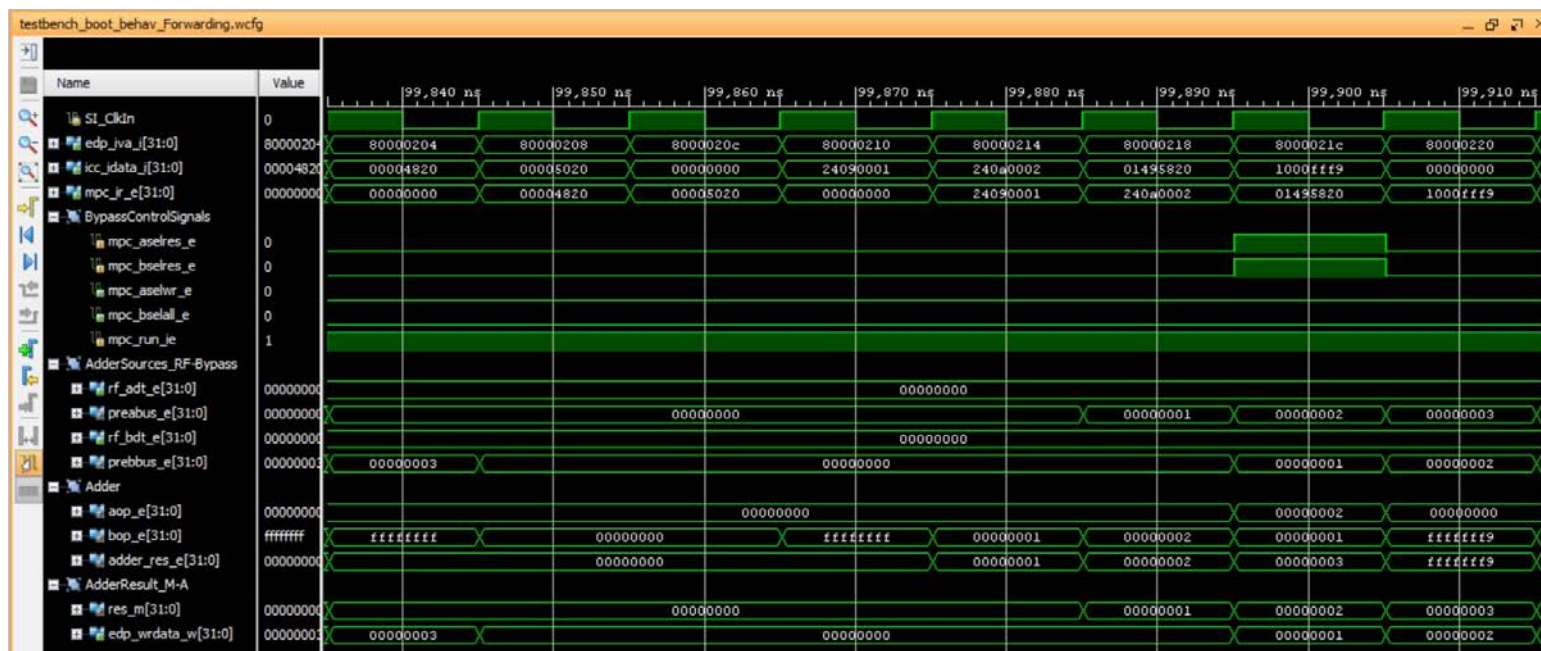 testbench_boot_behav_Forwarding.wcfg
Name Value
99,840 ns 99,850 ns 99,860 ns 99,870 ns 99,880 ns 99,890 ns 99,900 ns 99,910 ns
SI_ClkIn 0
edp_iva_i[31:0] 80000204 80000204 80000208 8000020c 80000210 80000214 80000218 8000021c 80000220
icc_idata_i[31:0] 00004820 00004820 00005020 00000000 24090001 240a0002 01495820 1000fff9 00000000
mpc_ir_e[31:0] 00000000 00000000 00004820 00005020 00000000 24090001 240a0002 01495820 1000fff9
BypassControlSignals
mpc_aselres_e 0
mpc_bselres_e 0
mpc_aselwr_e 0
mpc_bselall_e 0
mpc_run_ie 1
AdderSources_RF-Bypass
rf_adt_e[31:0] 00000000 00000000
preabus_e[31:0] 00000000 00000000 00000001 00000002 00000003
rf_bdt_e[31:0] 00000000 00000000
prebbus_e[31:0] 00000003 00000003 00000000 00000001 00000002
Adder
aop_e[31:0] 00000000 00000000 00000002 00000000
bop_e[31:0] ffffffff ffffffff 00000000 ffffffff 00000001 00000002 00000001 fffffff9
adder_res_e[31:0] 00000000 00000000 00000001 00000002 00000003 fffffff9
AdderResult_M-A
res_m[31:0] 00000000 00000000 00000001 00000002 00000003
edp_wrdata_w[31:0] 00000003 00000003 00000000 00000001 00000002